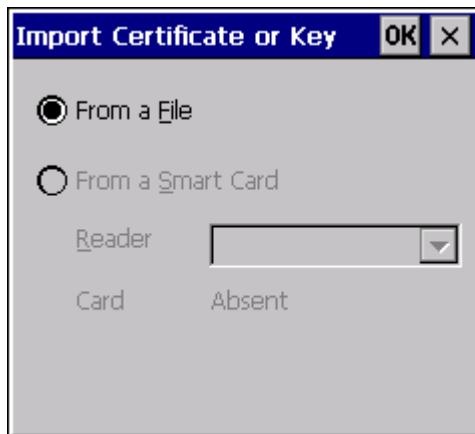 Import Certificate or Key OK ×
From a File
From a Smart Card
Reader
Card Absent